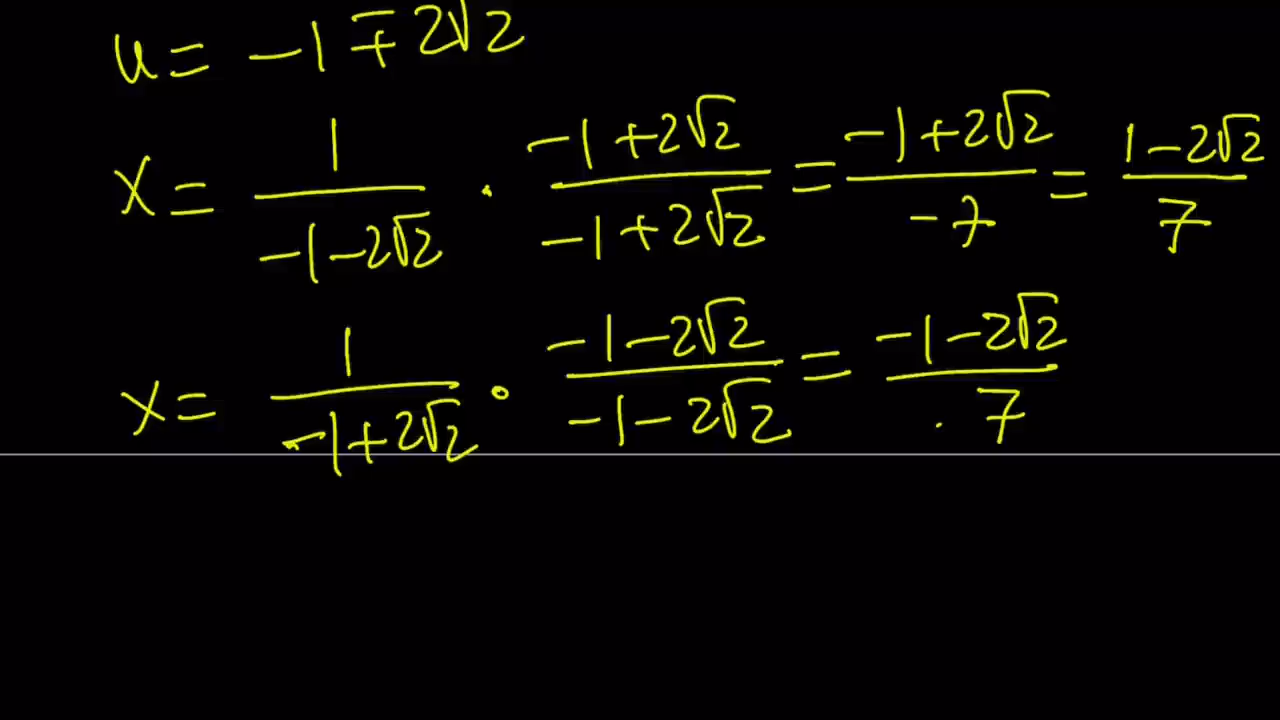 u = -1 ∓ 2√2
x = 1/(-1-2√2) · (-1+2√2)/(-1+2√2) = (-1+2√2)/(-7) = (1-2√2)/7
x = 1/(-1+2√2) · (-1-2√2)/(-1-2√2) = (-1-2√2)/. 7